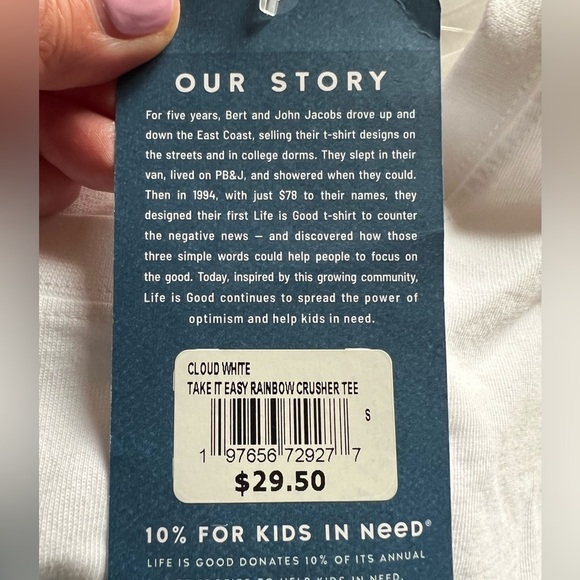 OUR STORY
For five years, Bert and John Jacobs drove up and
down the East Coast, selling their t-shirt designs on
the streets and in college dorms. They slept in their
van, lived on PB&J, and showered when they could.
Then in 1994, with just $78 to their names, they
designed their first Life is Good t-shirt to counter
the negative news — and discovered how those
three simple words could help people to focus on
the good. Today, inspired by this growing community,
Life is Good continues to spread the power of
optimism and help kids in need.
CLOUD WHITE
TAKE IT EASY RAINBOW CRUSHER TEE
S
1 97656 72927 7
$29.50
10% FOR KIDS IN NeeD®
LIFE IS GOOD DONATES 10% OF ITS ANNUAL
TO HELP KIDS IN NEED.